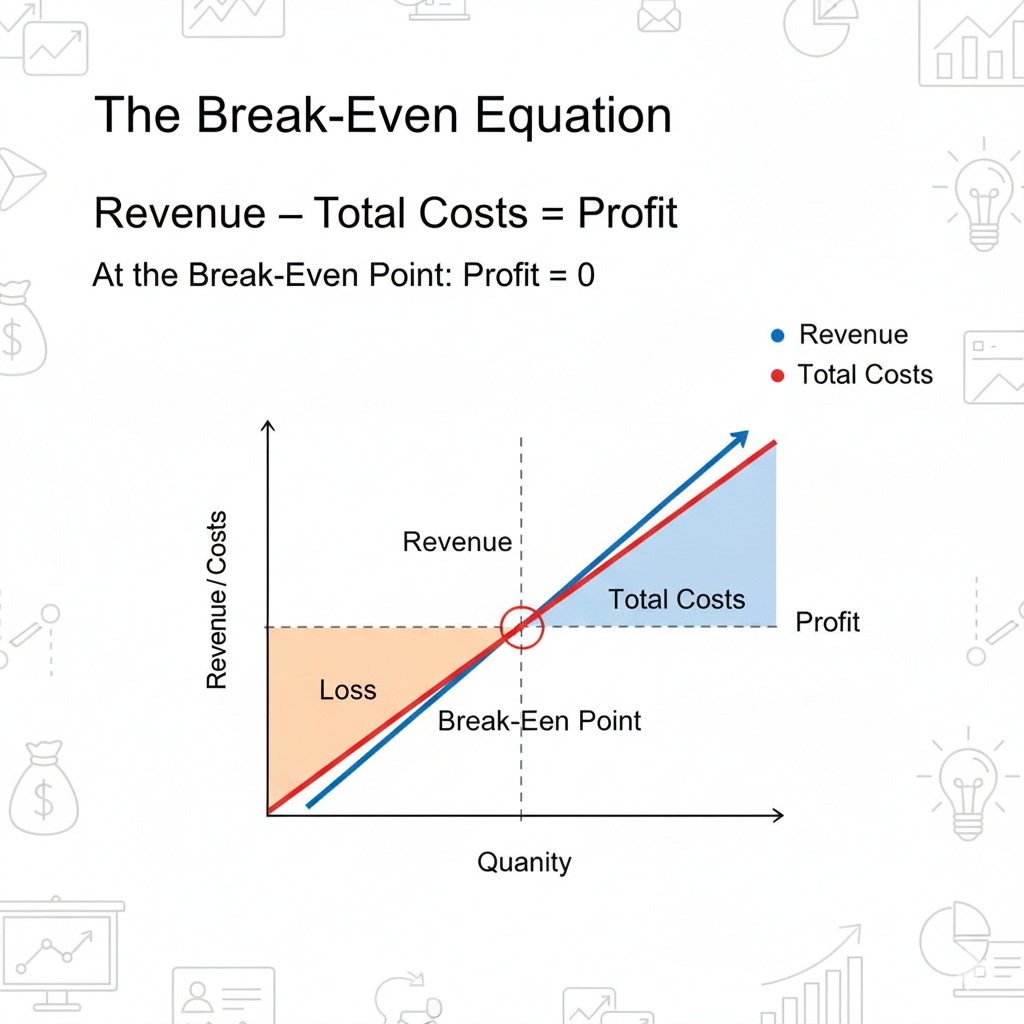 The Break-Even Equation
Revenue – Total Costs = Profit
At the Break-Even Point: Profit = 0
Revenue
Total Costs
Revenue/Costs
Revenue
Total Costs
Profit
Loss
Break-Een Point
Quanity
$
$